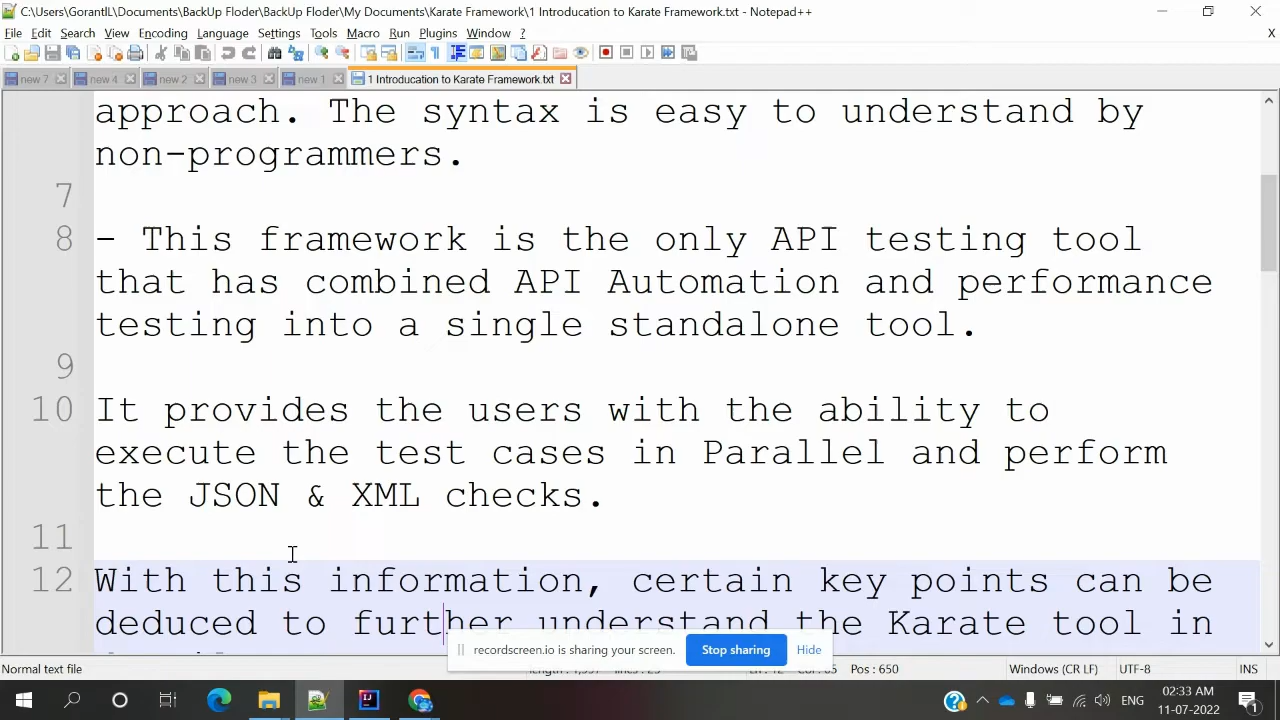 C:\Users\GorantlL\Documents\BackUp Floder\BackUp Floder\My Documents\Karate Framework\1 Introducation to Karate Framework.txt - Notepad++
File Edit Search View Encoding Language Settings Tools Macro Run Plugins Window ? X
new 7 new 4 new 2 new 3 new 1 1 Introducation to Karate Framework.txt
approach. The syntax is easy to understand by
non-programmers.
7
8 - This framework is the only API testing tool
that has combined API Automation and performance
testing into a single standalone tool.
9
10 It provides the users with the ability to
execute the test cases in Parallel and perform
the JSON & XML checks.
11
12 With this information, certain key points can be
deduced to further understand the Karate tool in
recordscreen.io is sharing your screen. Stop sharing Hide
Normal text file Pos : 650 Windows (CR LF) UTF-8 INS
ENG 02:33 AM
11-07-2022